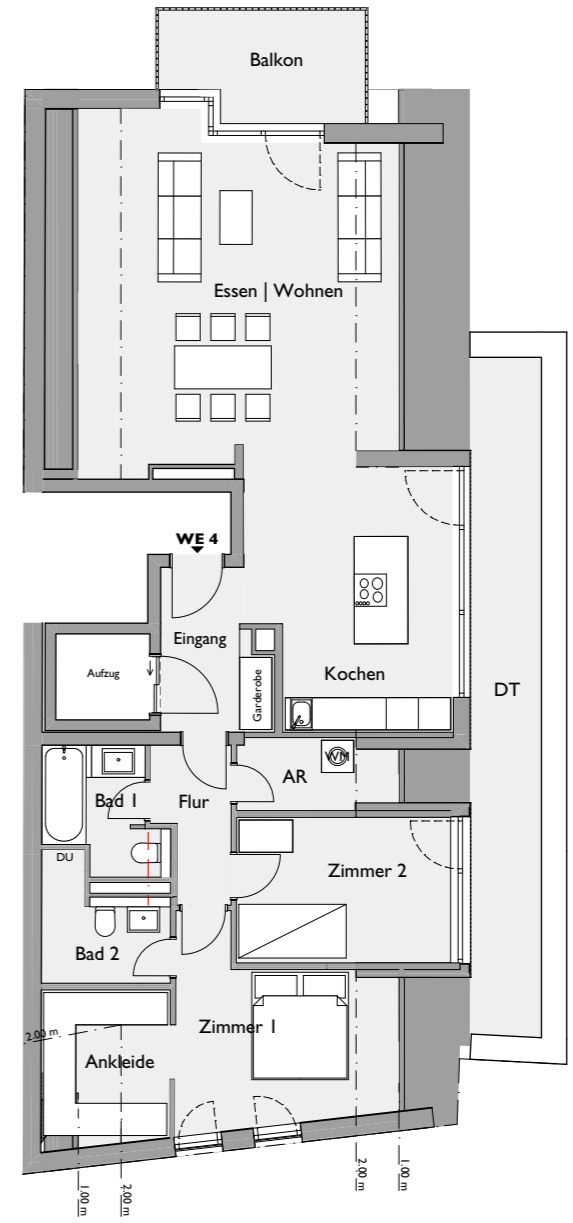 Balkon
Essen | Wohnen
WE 4
Eingang
Aufzug
Garderobe
Kochen
DT
WM
AR
Bad 1
Flur
DU
Zimmer 2
Bad 2
Zimmer 1
2.00 m
Ankleide
1.00 m
2.00 m
2.00 m
1.00 m